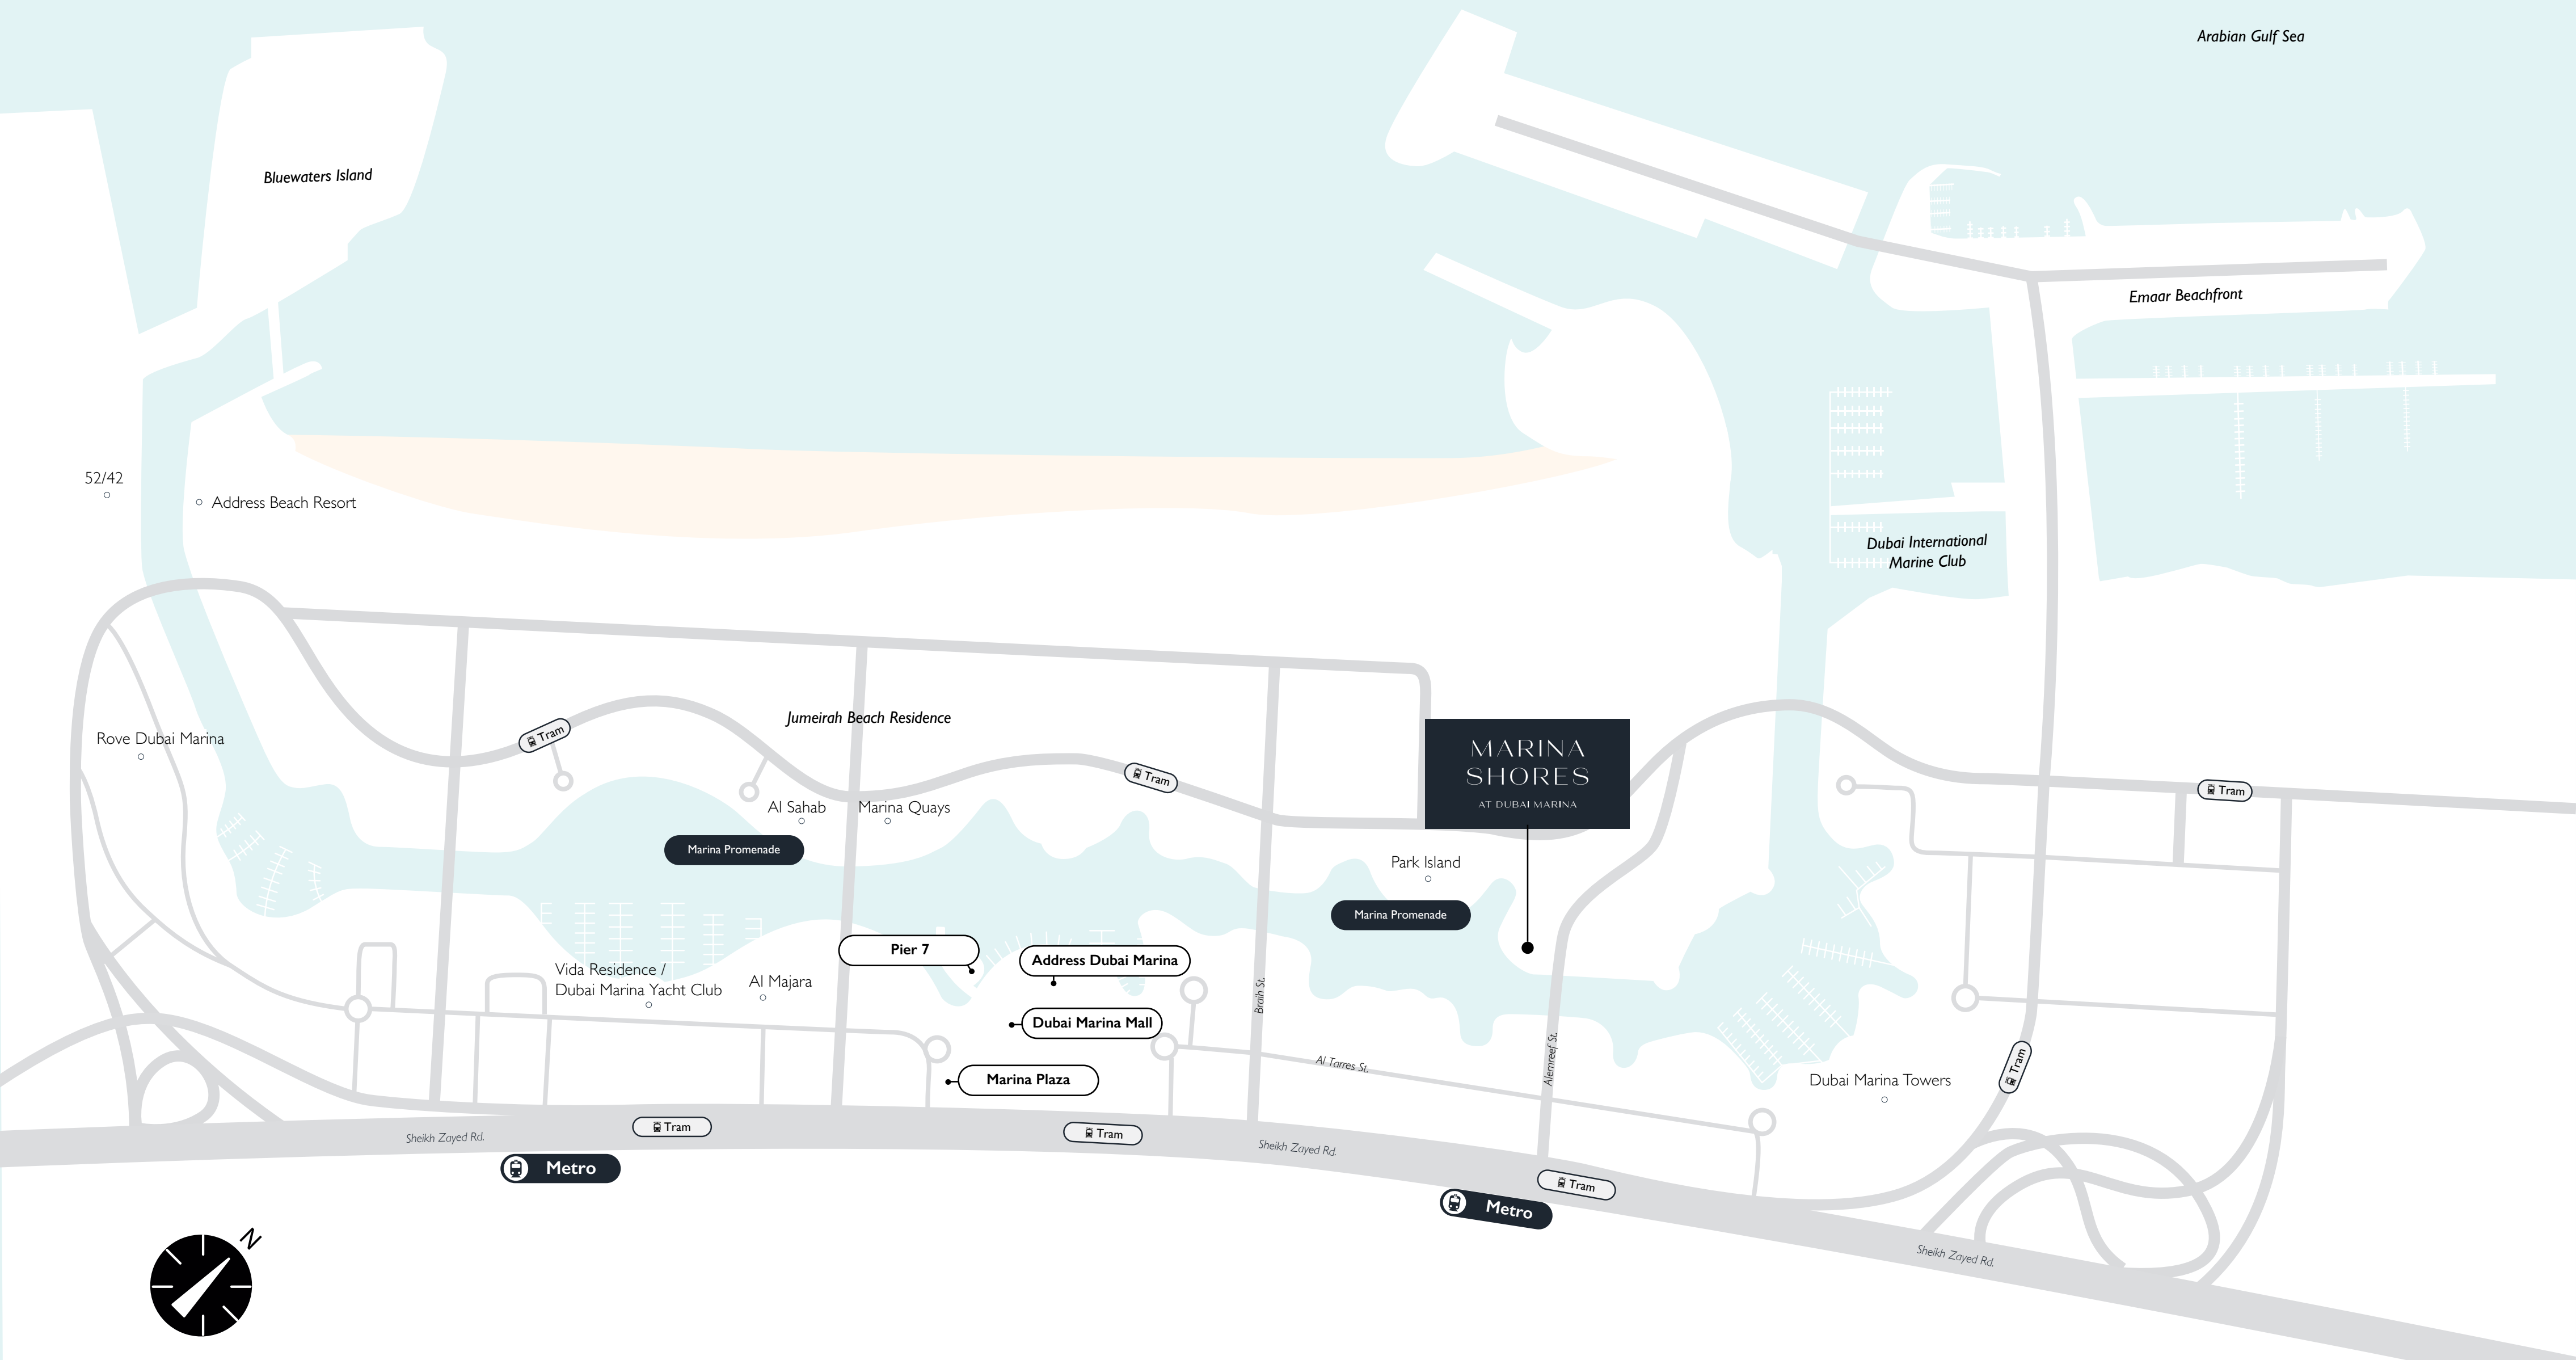 Arabian Gulf Sea
Bluewaters Island
Emaar Beachfront
52/42
Address Beach Resort
Dubai International
Marine Club
Rove Dubai Marina
Tram
Jumeirah Beach Residence
Tram
MARINA
SHORES
AT DUBAI MARINA
Tram
Al Sahab
Marina Quays
Marina Promenade
Park Island
Marina Promenade
Pier 7
Address Dubai Marina
Vida Residence /
Dubai Marina Yacht Club
Al Majara
Braih St.
Dubai Marina Mall
Alemreef St.
Al Tarres St.
Marina Plaza
Dubai Marina Towers
Tram
Sheikh Zayed Rd.
Tram
Tram
Sheikh Zayed Rd.
Metro
Tram
Metro
Sheikh Zayed Rd.
N